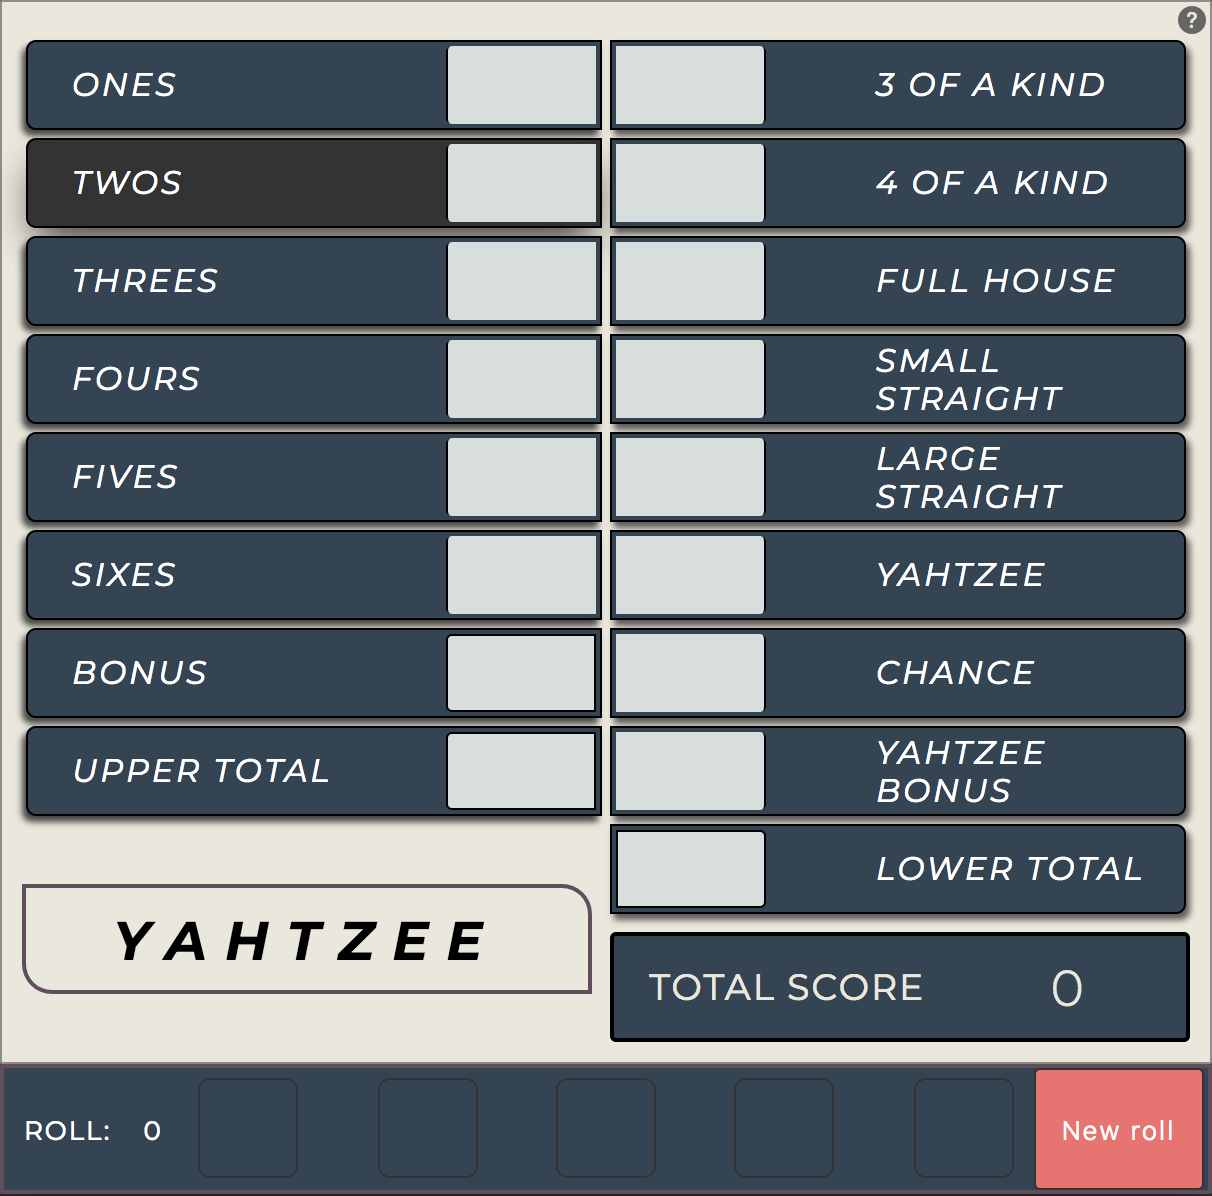 ?
ONES
3 OF A KIND
TWOS
4 OF A KIND
THREES
FULL HOUSE
FOURS
SMALL
STRAIGHT
FIVES
LARGE
STRAIGHT
SIXES
YAHTZEE
BONUS
CHANCE
UPPER TOTAL
YAHTZEE
BONUS
LOWER TOTAL
YAHTZEE
TOTAL SCORE 0
ROLL: 0
New roll